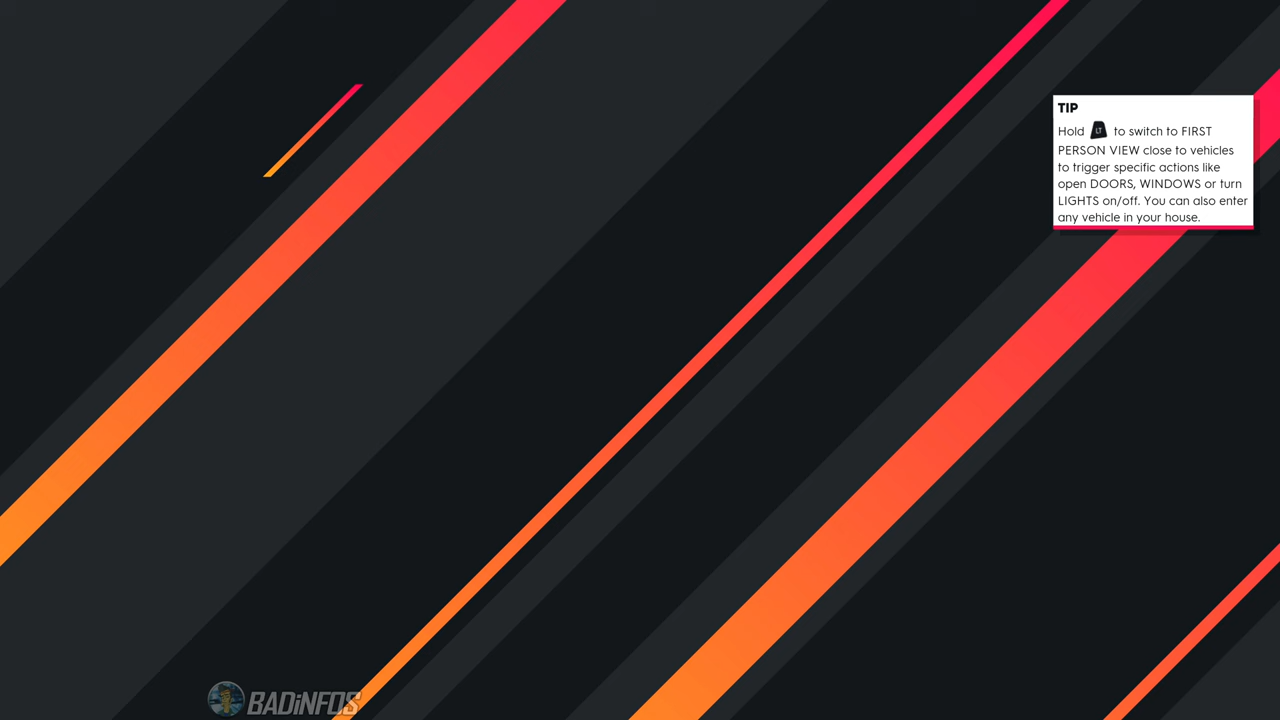 TIP
Hold LT to switch to FIRST
PERSON VIEW close to vehicles
to trigger specific actions like
open DOORS, WINDOWS or turn
LIGHTS on/off. You can also enter
any vehicle in your house.
BADiNFOS